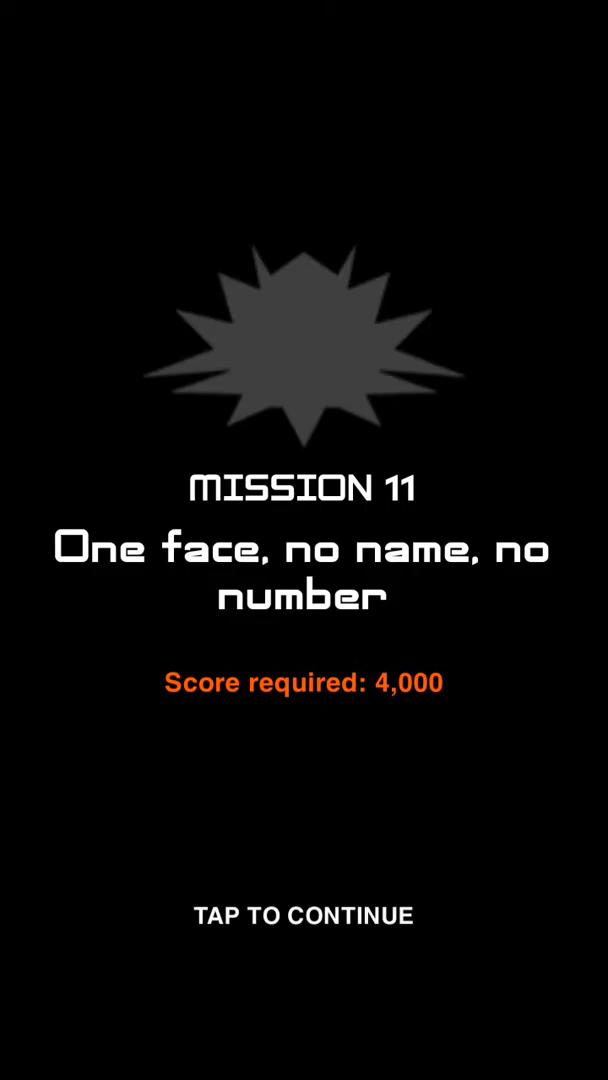 MISSION 11
One face, no name, no
number
Score required: 4,000
TAP TO CONTINUE